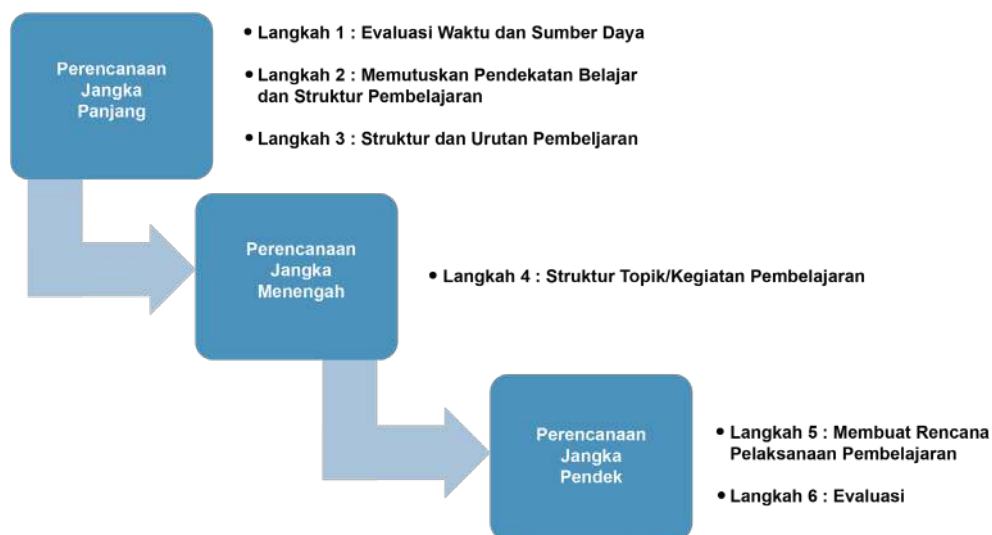 Perencanaan
Jangka
Panjang
• Langkah 1 : Evaluasi Waktu dan Sumber Daya
• Langkah 2 : Memutuskan Pendekatan Belajar
dan Struktur Pembelajaran
• Langkah 3 : Struktur dan Urutan Pembeljaran
Perencanaan
Jangka
Menengah
• Langkah 4 : Struktur Topik/Kegiatan Pembelajaran
Perencanaan
Jangka
Pendek
• Langkah 5 : Membuat Rencana
Pelaksanaan Pembelajaran
• Langkah 6 : Evaluasi